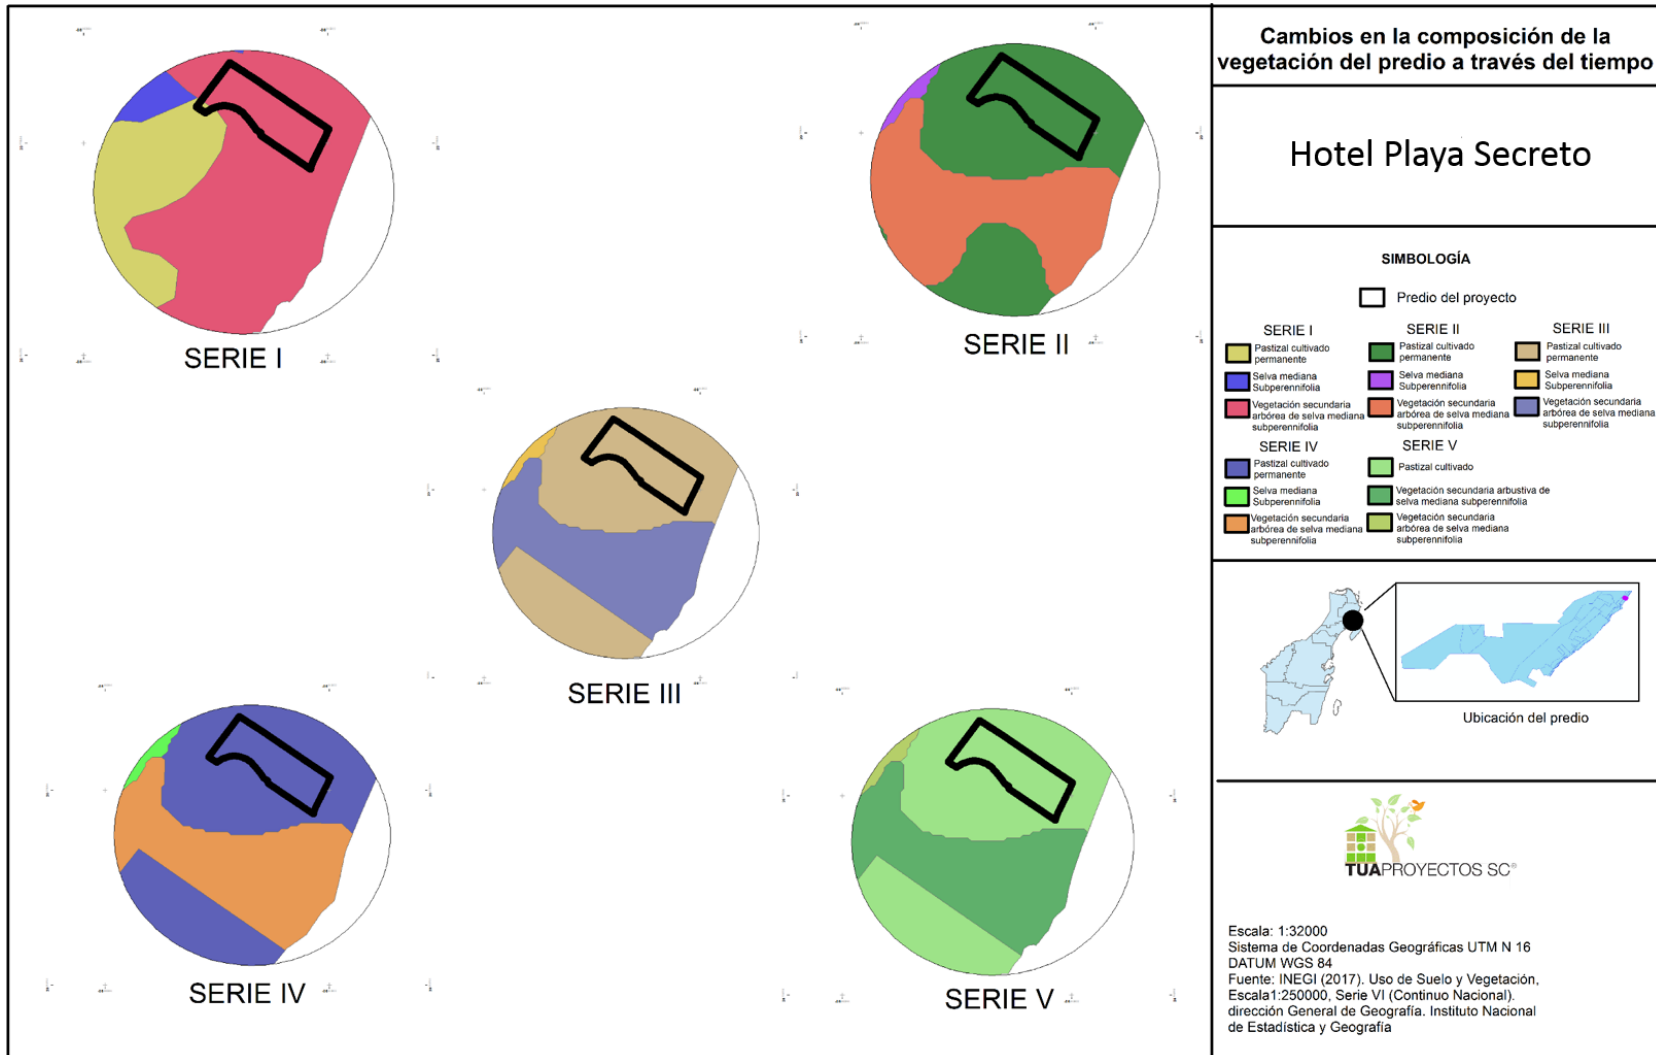 Cambios en la composición de la
vegetación del predio a través del tiempo
Hotel Playa Secreto
SERIE I
SERIE II
SERIE III
SERIE IV
SERIE V
SIMBOLOGÍA
Predio del proyecto
SERIE I
Pastizal cultivado
permanente
Selva mediana
Subperennifolia
Vegetación secundaria
arbórea de selva mediana
subperennifolia
SERIE II
Pastizal cultivado
permanente
Selva mediana
Subperennifolia
Vegetación secundaria
arbórea de selva mediana
subperennifolia
SERIE III
Pastizal cultivado
permanente
Selva mediana
Subperennifolia
Vegetación secundaria
arbórea de selva mediana
subperennifolia
SERIE IV
Pastizal cultivado
permanente
Selva mediana
Subperennifolia
Vegetación secundaria
arbórea de selva mediana
subperennifolia
SERIE V
Pastizal cultivado
Vegetación secundaria arbustiva de
selva mediana subperennifolia
Vegetación secundaria
arbórea de selva mediana
subperennifolia
Ubicación del predio
TUAPROYECTOS SC®
Escala: 1:32000
Sistema de Coordenadas Geográficas UTM N 16
DATUM WGS 84
Fuente: INEGI (2017). Uso de Suelo y Vegetación,
Escala1:250000, Serie VI (Continuo Nacional).
dirección General de Geografía. Instituto Nacional
de Estadística y Geografía